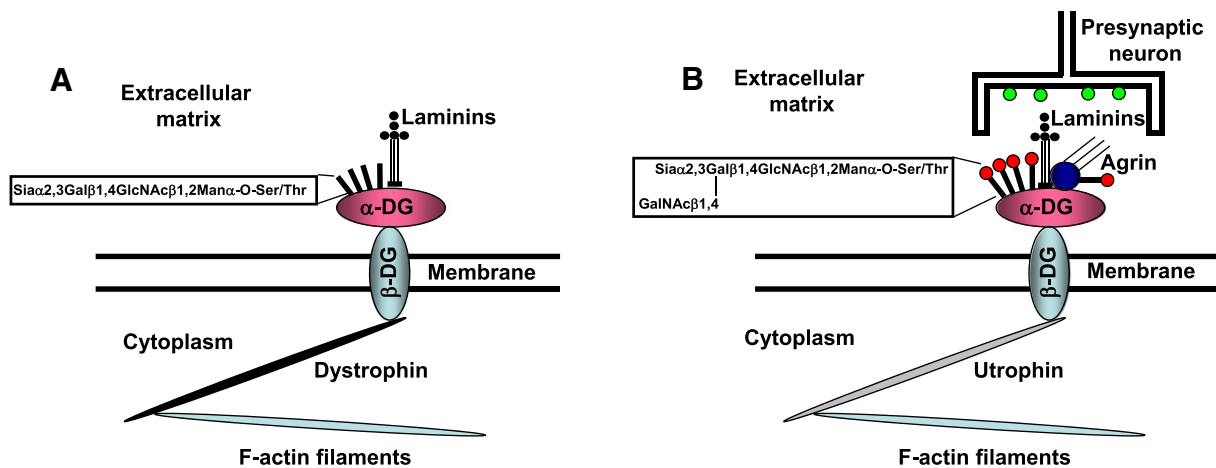 A
Extracellular
matrix
Laminins
Siaα2,3Galβ1,4GlcNAcβ1,2Manα-O-Ser/Thr
α-DG
β-DG
Membrane
Cytoplasm
Dystrophin
F-actin filaments
B
Extracellular
matrix
Presynaptic
neuron
Laminins
Agrin
Siaα2,3Galβ1,4GlcNAcβ1,2Manα-O-Ser/Thr
GalNAcβ1,4
α-DG
β-DG
Membrane
Cytoplasm
Utrophin
F-actin filaments